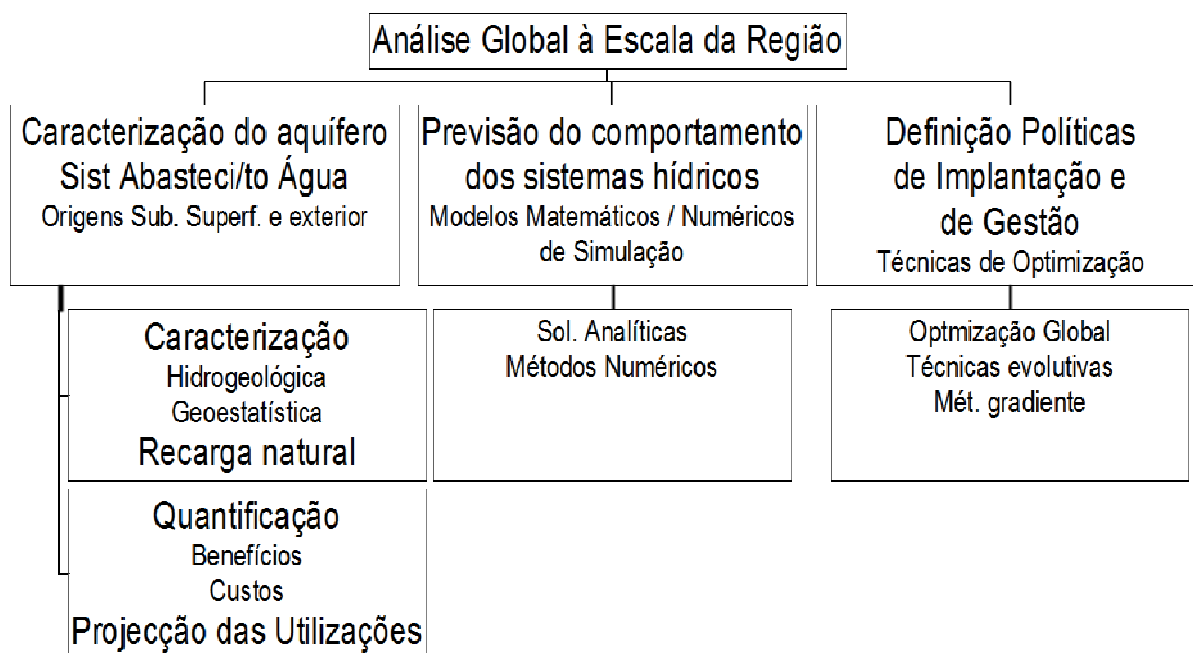 Análise Global à Escala da Região
Caracterização do aquífero
Sist Abasteci/to Água
Origens Sub. Superf. e exterior
Previsão do comportamento
dos sistemas hídricos
Modelos Matemáticos / Numéricos
de Simulação
Definição Políticas
de Implantação e
de Gestão
Técnicas de Optimização
Caracterização
Hidrogeológica
Geoestatística
Recarga natural
Sol. Analíticas
Métodos Numéricos
Optmização Global
Técnicas evolutivas
Mét. gradiente
Quantificação
Benefícios
Custos
Projecção das Utilizações